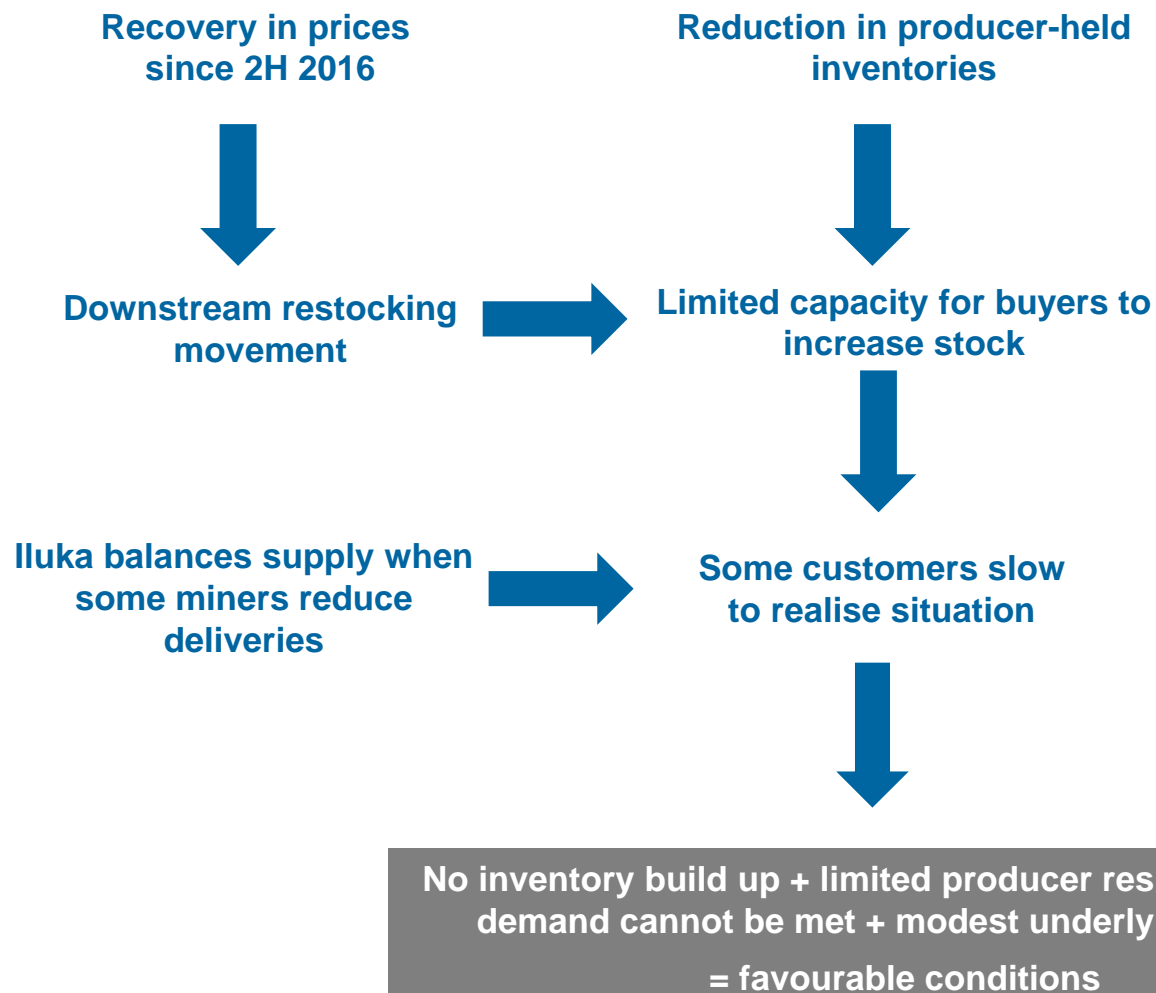 Recovery in prices
since 2H 2016
Reduction in producer-held
inventories
Downstream restocking
movement
Limited capacity for buyers to
increase stock
Iluka balances supply when
some miners reduce
deliveries
Some customers slow
to realise situation
No inventory build up + limited producer
demand cannot be met + modest
= favourable conditions